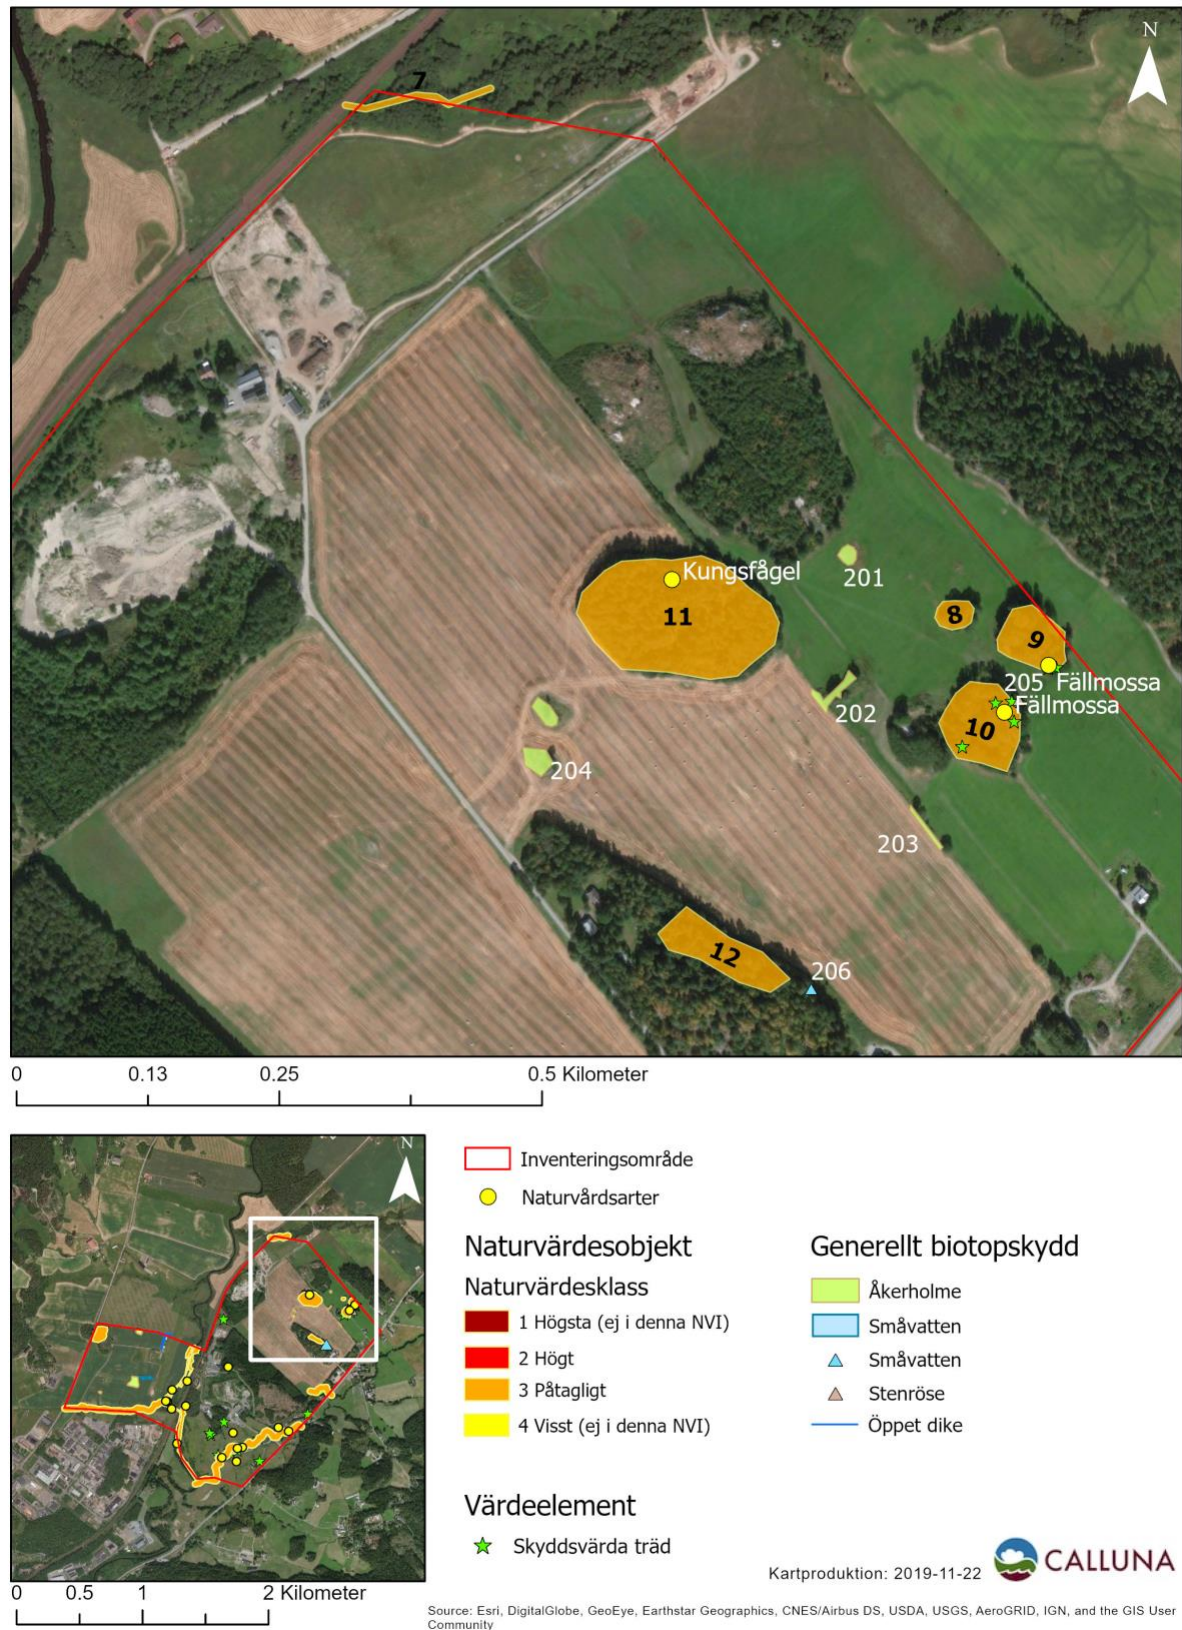 N
7
Kungsfågel
11
201
8
9
205 Fällmossa
Fällmossa
10
202
204
203
12
206
0 0.13 0.25 0.5 Kilometer
N
0 0.5 1 2 Kilometer
Inventeringsområde
Naturvårdsarter
Naturvärdesobjekt
Naturvärdesklass
1 Högsta (ej i denna NVI)
2 Högt
3 Påtagligt
4 Visst (ej i denna NVI)
Värdeelement
Skyddsvärda träd
Generellt biotopskydd
Åkerholme
Småvatten
Småvatten
Stenröse
Öppet dike
Kartproduktion: 2019-11-22
CALLUNA
Source: Esri, DigitalGlobe, GeoEye, Earthstar Geographics, CNES/Airbus DS, USDA, USGS, AeroGRID, IGN, and the GIS User
Community